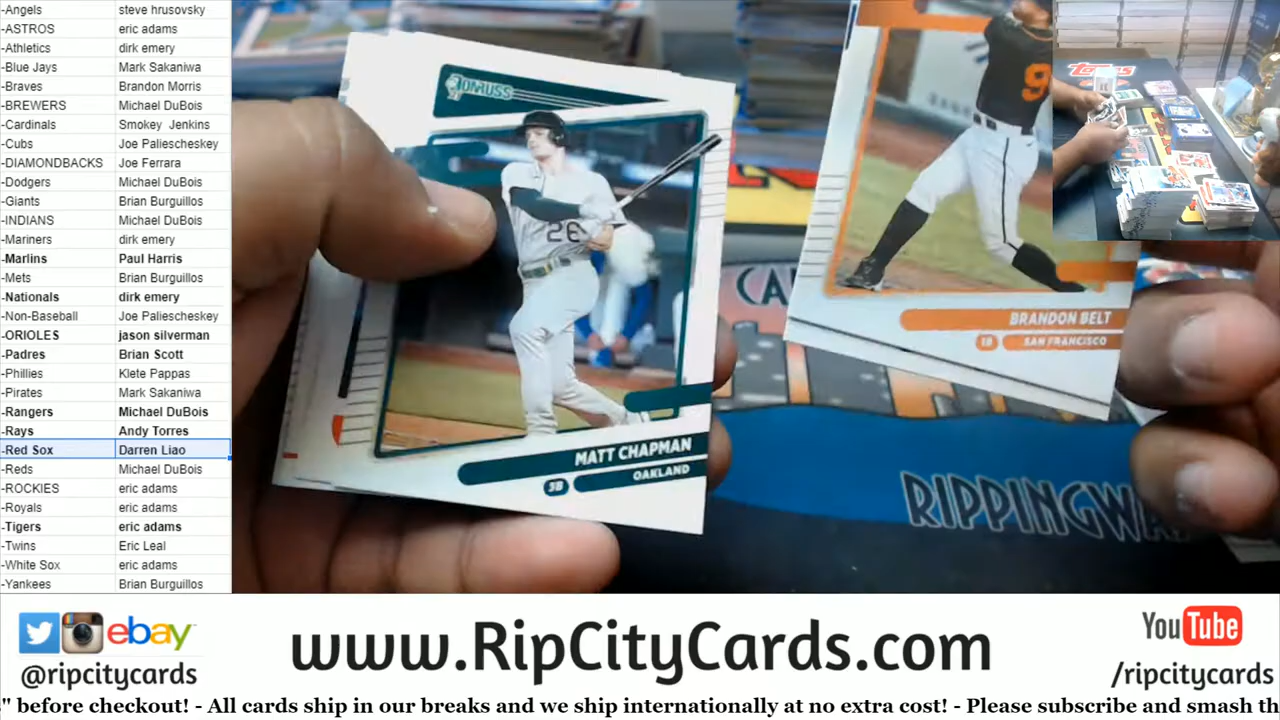 -Angels steve hrusovsky
-ASTROS eric adams
-Athletics dirk emery
-Blue Jays Mark Sakaniwa
-Braves Brandon Morris
-BREWERS Michael DuBois
-Cardinals Smokey Jenkins
-Cubs Joe Paliescheskey
-DIAMONDBACKS Joe Ferrara
-Dodgers Michael DuBois
-Giants Brian Burguillos
-INDIANS Michael DuBois
-Mariners dirk emery
-Marlins Paul Harris
-Mets Brian Burguillos
-Nationals dirk emery
-Non-Baseball Joe Paliescheskey
-ORIOLES jason silverman
-Padres Brian Scott
-Phillies Klete Pappas
-Pirates Mark Sakaniwa
-Rangers Michael DuBois
-Rays Andy Torres
-Red Sox Darren Liao
-Reds Michael DuBois
-ROCKIES eric adams
-Royals eric adams
-Tigers eric adams
-Twins Eric Leal
-White Sox eric adams
-Yankees Brian Burguillos
DONRUSS
26
MATT CHAPMAN
3B OAKLAND
9
BRANDON BELT
1B SAN FRANCISCO
Topps
CA
RIPPINGWA
ebay
@ripcitycards
www.RipCityCards.com
YouTube
/ripcitycards
" before checkout! - All cards ship in our breaks and we ship internationally at no extra cost! - Please subscribe and smash th